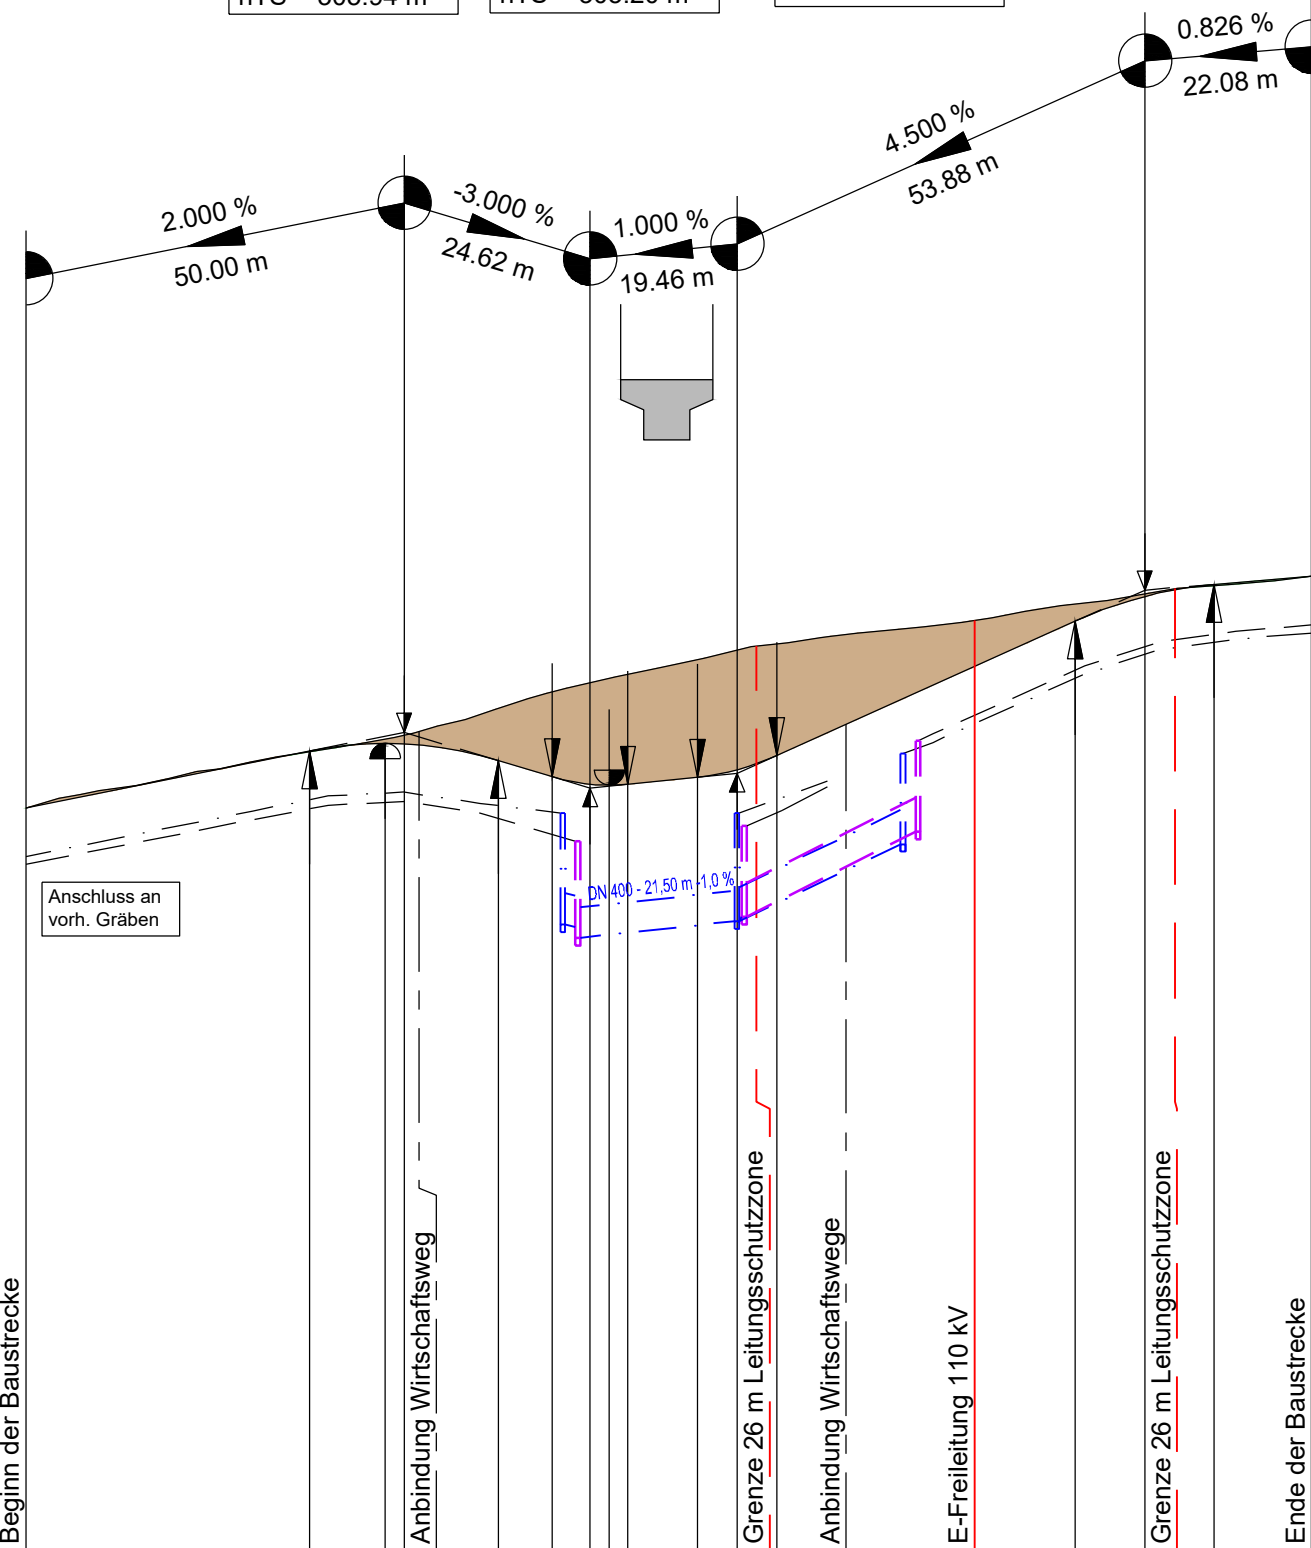 0.826 %
22.08 m
4.500 %
53.88 m
2.000 %
50.00 m
-3.000 %
24.62 m
1.000 %
19.46 m
DN 400 - 21,50 m -1,0 %
Anschluss an
vorh. Gräben
Beginn der Baustrecke
Anbindung Wirtschaftsweg
Grenze 26 m Leitungsschutzzone
Anbindung Wirtschaftswege
E-Freileitung 110 kV
Grenze 26 m Leitungsschutzzone
Ende der Baustrecke